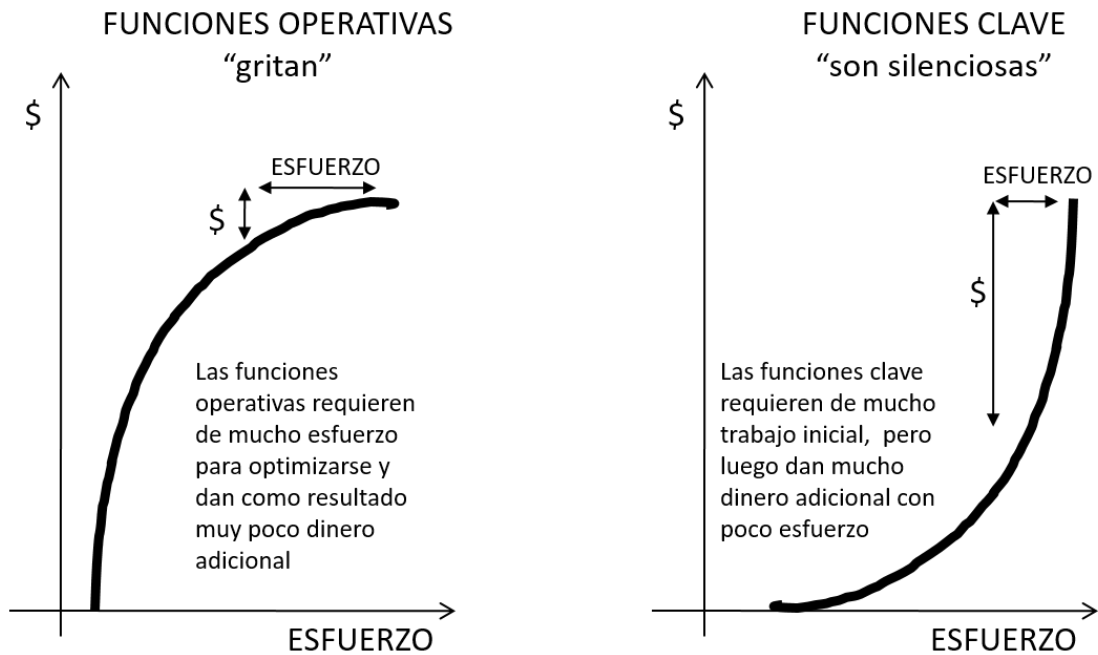 FUNCIONES OPERATIVAS
“gritan”
$
ESFUERZO
$
Las funciones
operativas requieren
de mucho esfuerzo
para optimizarse y
dan como resultado
muy poco dinero
adicional
ESFUERZO
FUNCIONES CLAVE
“son silenciosas”
$
ESFUERZO
$
Las funciones clave
requieren de mucho
trabajo inicial, pero
luego dan mucho
dinero adicional con
poco esfuerzo
ESFUERZO